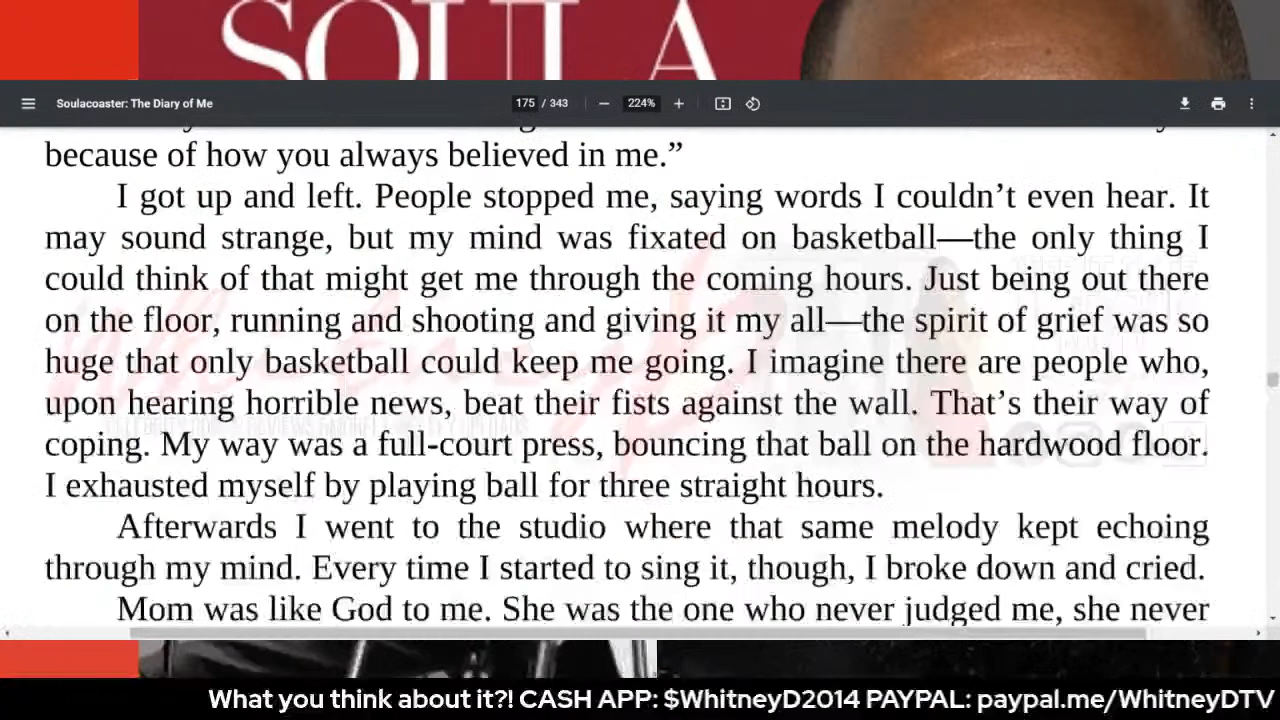 SOULA
Soulacoaster: The Diary of Me
175 / 343
224%
because of how you always believed in me.”
I got up and left. People stopped me, saying words I couldn’t even hear. It
may sound strange, but my mind was fixated on basketball—the only thing I
could think of that might get me through the coming hours. Just being out there
on the floor, running and shooting and giving it my all—the spirit of grief was so
huge that only basketball could keep me going. I imagine there are people who,
upon hearing horrible news, beat their fists against the wall. That’s their way of
coping. My way was a full-court press, bouncing that ball on the hardwood floor.
I exhausted myself by playing ball for three straight hours.
Afterwards I went to the studio where that same melody kept echoing
through my mind. Every time I started to sing it, though, I broke down and cried.
Mom was like God to me. She was the one who never judged me, she never
What you think about it?! CASH APP: $WhitneyD2014 PAYPAL: paypal.me/WhitneyDTV